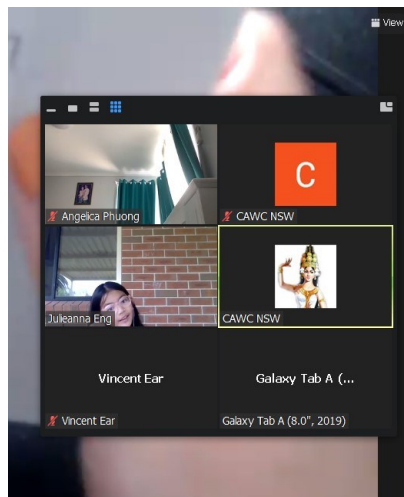 View
Angelica Phuong
C
CAWC NSW
Julieanna Eng
CAWC NSW
Vincent Ear
Vincent Ear
Galaxy Tab A (...
Galaxy Tab A (8.0", 2019)